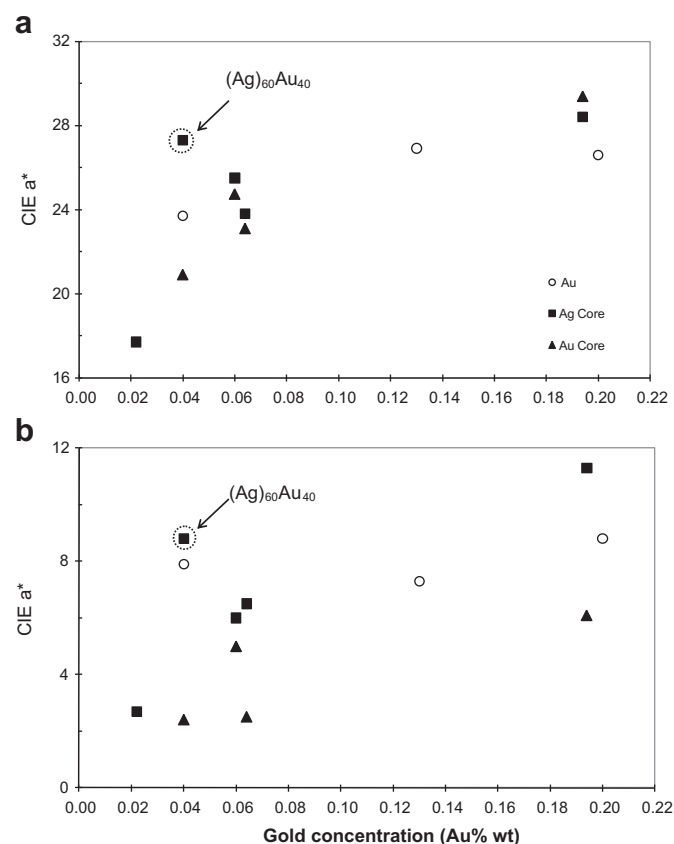 a
32
28
24
20
16
CIE a*
(Ag)₆₀Au₄₀
Au
Ag Core
Au Core
0.00 0.02 0.04 0.06 0.08 0.10 0.12 0.14 0.16 0.18 0.20 0.22
b
12
8
4
0
CIE a*
(Ag)₆₀Au₄₀
0.00 0.02 0.04 0.06 0.08 0.10 0.12 0.14 0.16 0.18 0.20 0.22
Gold concentration (Au% wt)